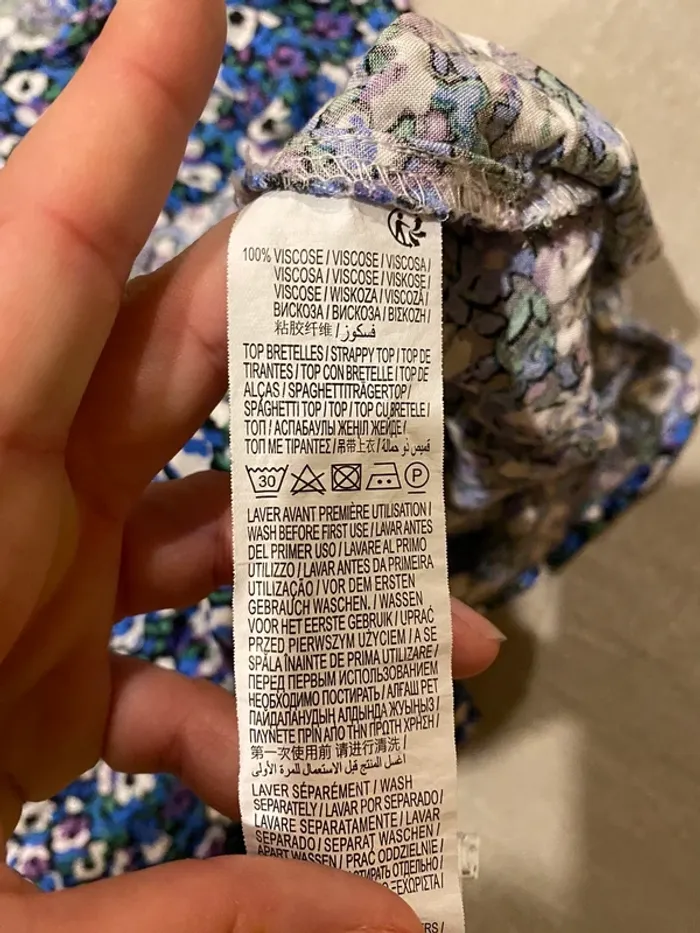 100% VISCOSE / VISCOSE / VISCOSA /
VISCOSA / VISCOSE / VISKOSE /
VISCOSE / WISKOZA / VISCOZĂ /
ВИСКОЗА / ВИСКОЗА / ΒΙΣΚΟΖΗ /
粘胶纤维 / فسكوز /
TOP BRETELLES / STRAPPY TOP / TOP DE
TIRANTES / TOP CON BRETELLE / TOP DE
ALÇAS / SPAGHETTITRÄGERTOP /
SPAGHETTI TOP / TOP / TOP CU BRETELE /
ТОП / АСПАБАУЛЫ ЖЕҢІЛ ЖЕЙДЕ /
ΤΟΠ ΜΕ ΤΙΡΑΝΤΕΣ / 吊带上衣 / قميص ذو حمالة /
30 P
LAVER AVANT PREMIÈRE UTILISATION /
WASH BEFORE FIRST USE / LAVAR ANTES
DEL PRIMER USO / LAVARE AL PRIMO
UTILIZZO / LAVAR ANTES DA PRIMEIRA
UTILIZAÇÃO / VOR DEM ERSTEN
GEBRAUCH WASCHEN. / WASSEN
VOOR HET EERSTE GEBRUIK / UPRAĆ
PRZED PIERWSZYM UŻYCIEM / A SE
SPĂLA ÎNAINTE DE PRIMA UTILIZARE /
ПЕРЕД ПЕРВЫМ ИСПОЛЬЗОВАНИЕМ
НЕОБХОДИМО ПОСТИРАТЬ / АЛҒАШ РЕТ
ПАЙДАЛАНУДЫҢ АЛДЫНДА ЖУЫҢЫЗ /
ΠΛΥΝΕΤΕ ΠΡΙΝ ΑΠΟ ΤΗΝ ΠΡΩΤΗ ΧΡΗΣΗ /
第一次使用前 请进行清洗 /
اغسل المنتج قبل الاستعمال للمرة الأولى /
LAVER SÉPARÉMENT / WASH
SEPARATELY / LAVAR POR SEPARADO /
LAVARE SEPARATAMENTE / LAVAR
SEPARADO / SEPARAT WASCHEN /
APART WASSEN / PRAĆ ODDZIELNIE /
ОТДЕЛЬНО /